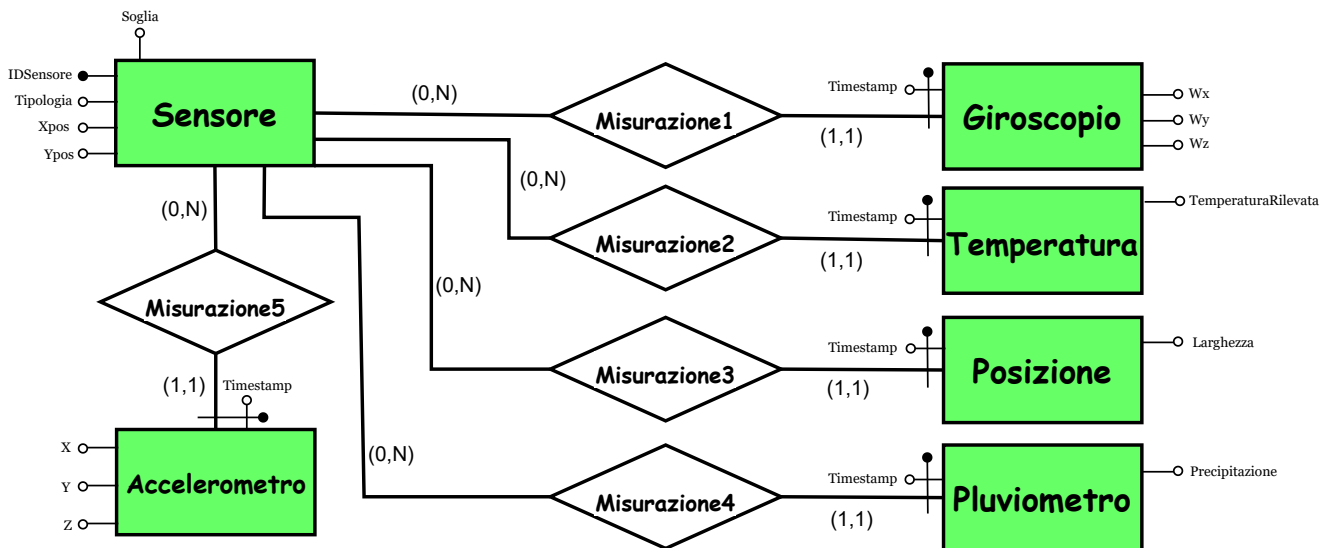 Soglia
IDSensore
Tipologia
Xpos
Ypos
Sensore
(0,N)
Misurazione1
(1,1)
Timestamp
Giroscopio
Wx
Wy
Wz
(0,N)
Misurazione2
(1,1)
Timestamp
Temperatura
TemperaturaRilevata
(0,N)
Misurazione3
(1,1)
Timestamp
Posizione
Larghezza
(0,N)
Misurazione4
(1,1)
Timestamp
Pluviometro
Precipitazione
(0,N)
Misurazione5
(1,1)
Timestamp
Accelerometro
X
Y
Z